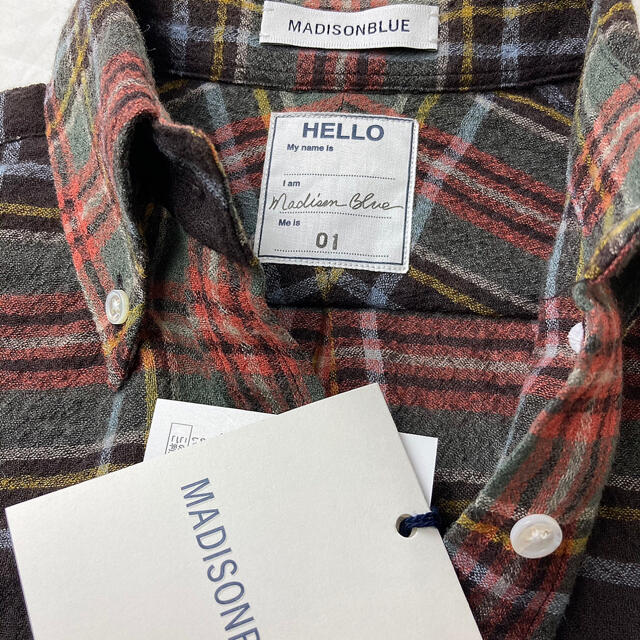 MADISONBLUE
HELLO
My name is
I am
Madison Blue
Me is
01
MADISONB